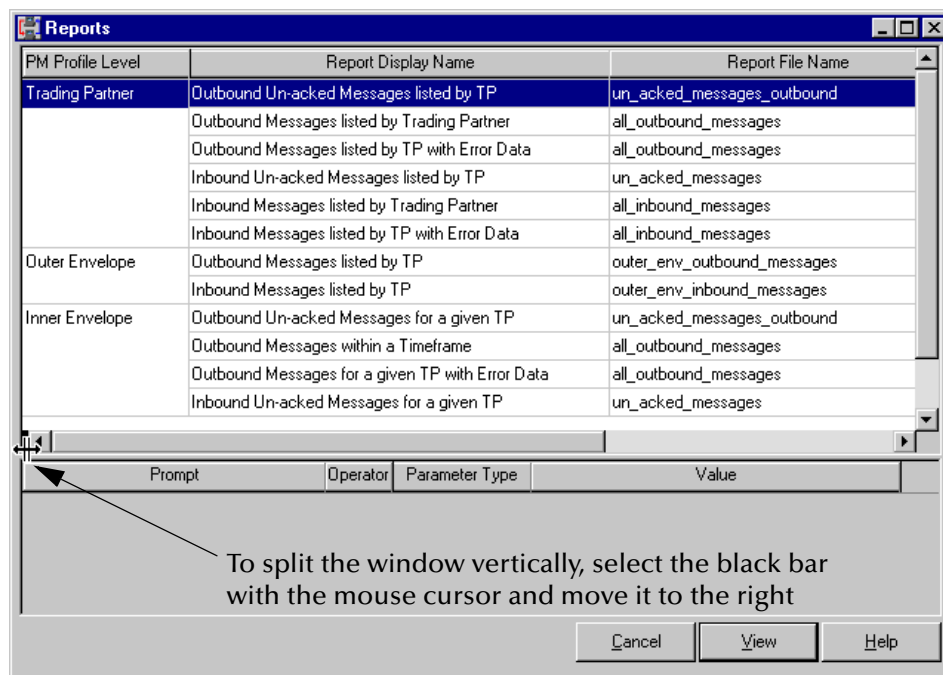 Reports
PM Profile Level Report Display Name Report File Name
Trading Partner Outbound Un-acked Messages listed by TP un_acked_messages_outbound
Outbound Messages listed by Trading Partner all_outbound_messages
Outbound Messages listed by TP with Error Data all_outbound_messages
Inbound Un-acked Messages listed by TP un_acked_messages
Inbound Messages listed by Trading Partner all_inbound_messages
Inbound Messages listed by TP with Error Data all_inbound_messages
Outer Envelope Outbound Messages listed by TP outer_env_outbound_messages
Inbound Messages listed by TP outer_env_inbound_messages
Inner Envelope Outbound Un-acked Messages for a given TP un_acked_messages_outbound
Outbound Messages within a Timeframe all_outbound_messages
Outbound Messages for a given TP with Error Data all_outbound_messages
Inbound Un-acked Messages for a given TP un_acked_messages
Prompt Operator Parameter Type Value
To split the window vertically, select the black bar
with the mouse cursor and move it to the right
Cancel View Help